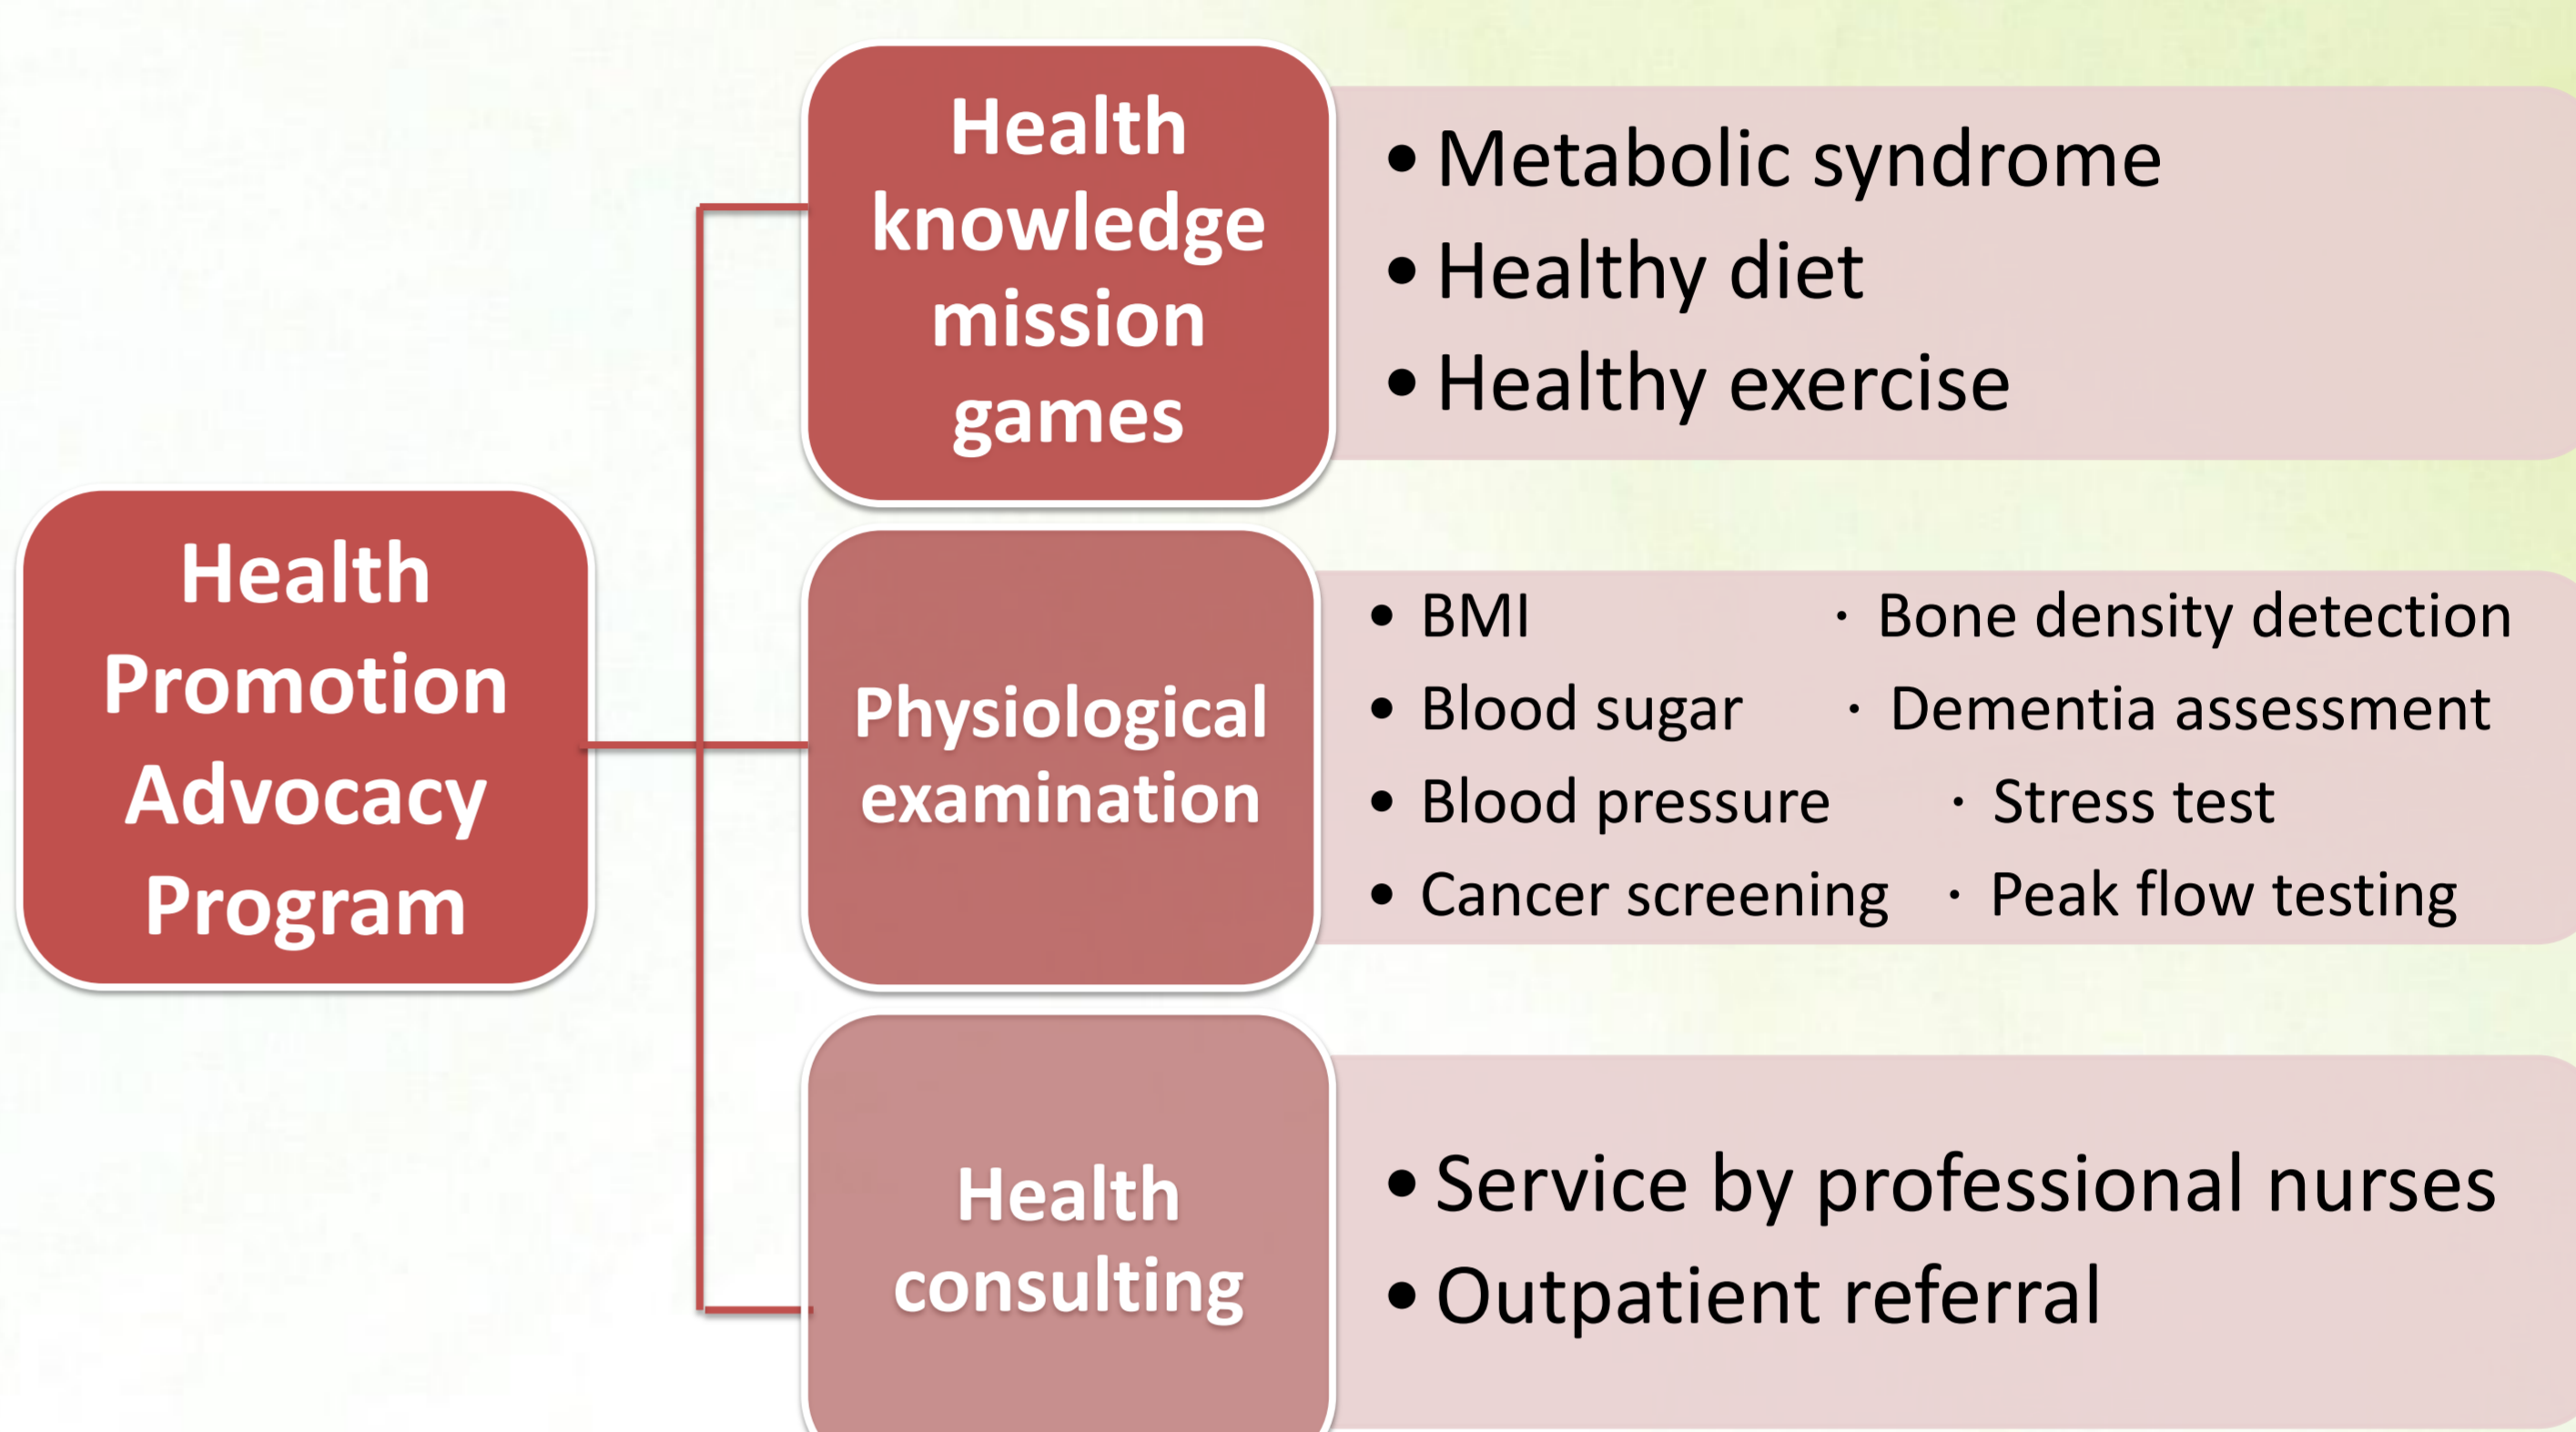 Health
Promotion
Advocacy
Program
Health
knowledge
mission
games
• Metabolic syndrome
• Healthy diet
• Healthy exercise
Physiological
examination
• BMI · Bone density detection
• Blood sugar · Dementia assessment
• Blood pressure · Stress test
• Cancer screening · Peak flow testing
Health
consulting
• Service by professional nurses
• Outpatient referral